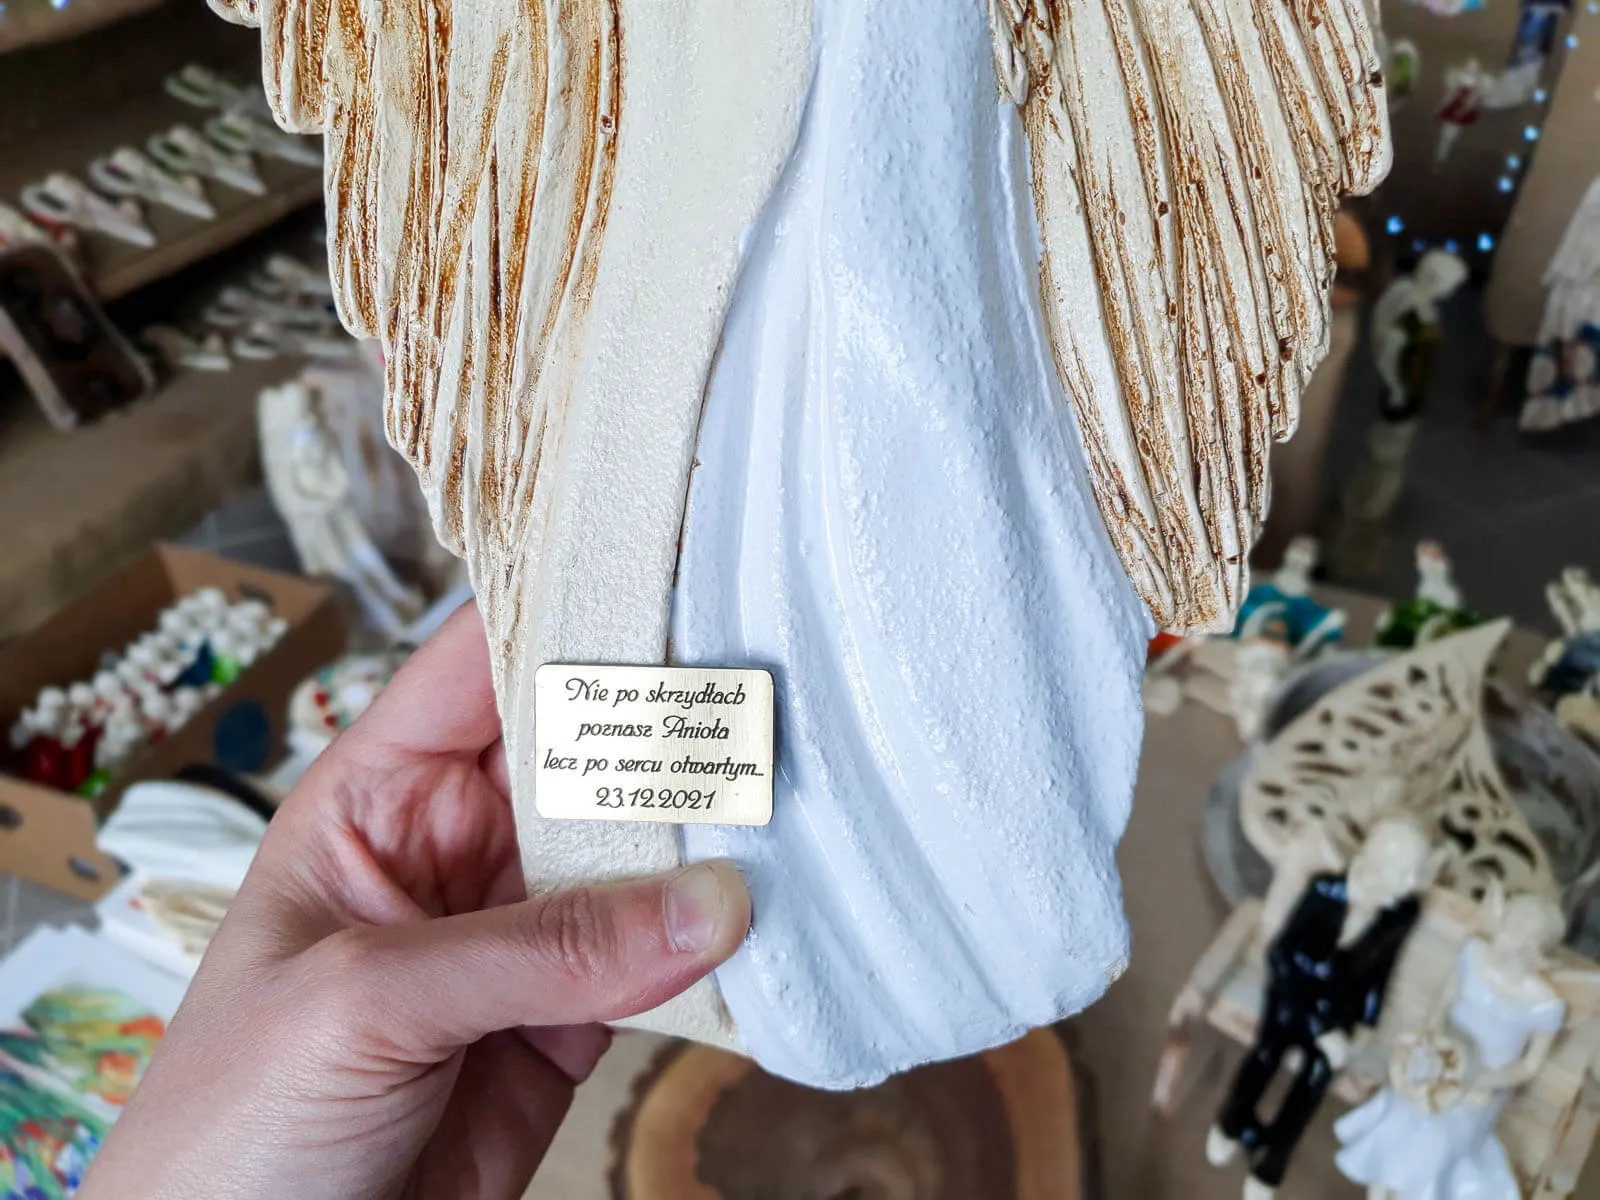 Nie po skrzydłach
poznasz Anioła
lecz po sercu otwartym...
23.12.2021